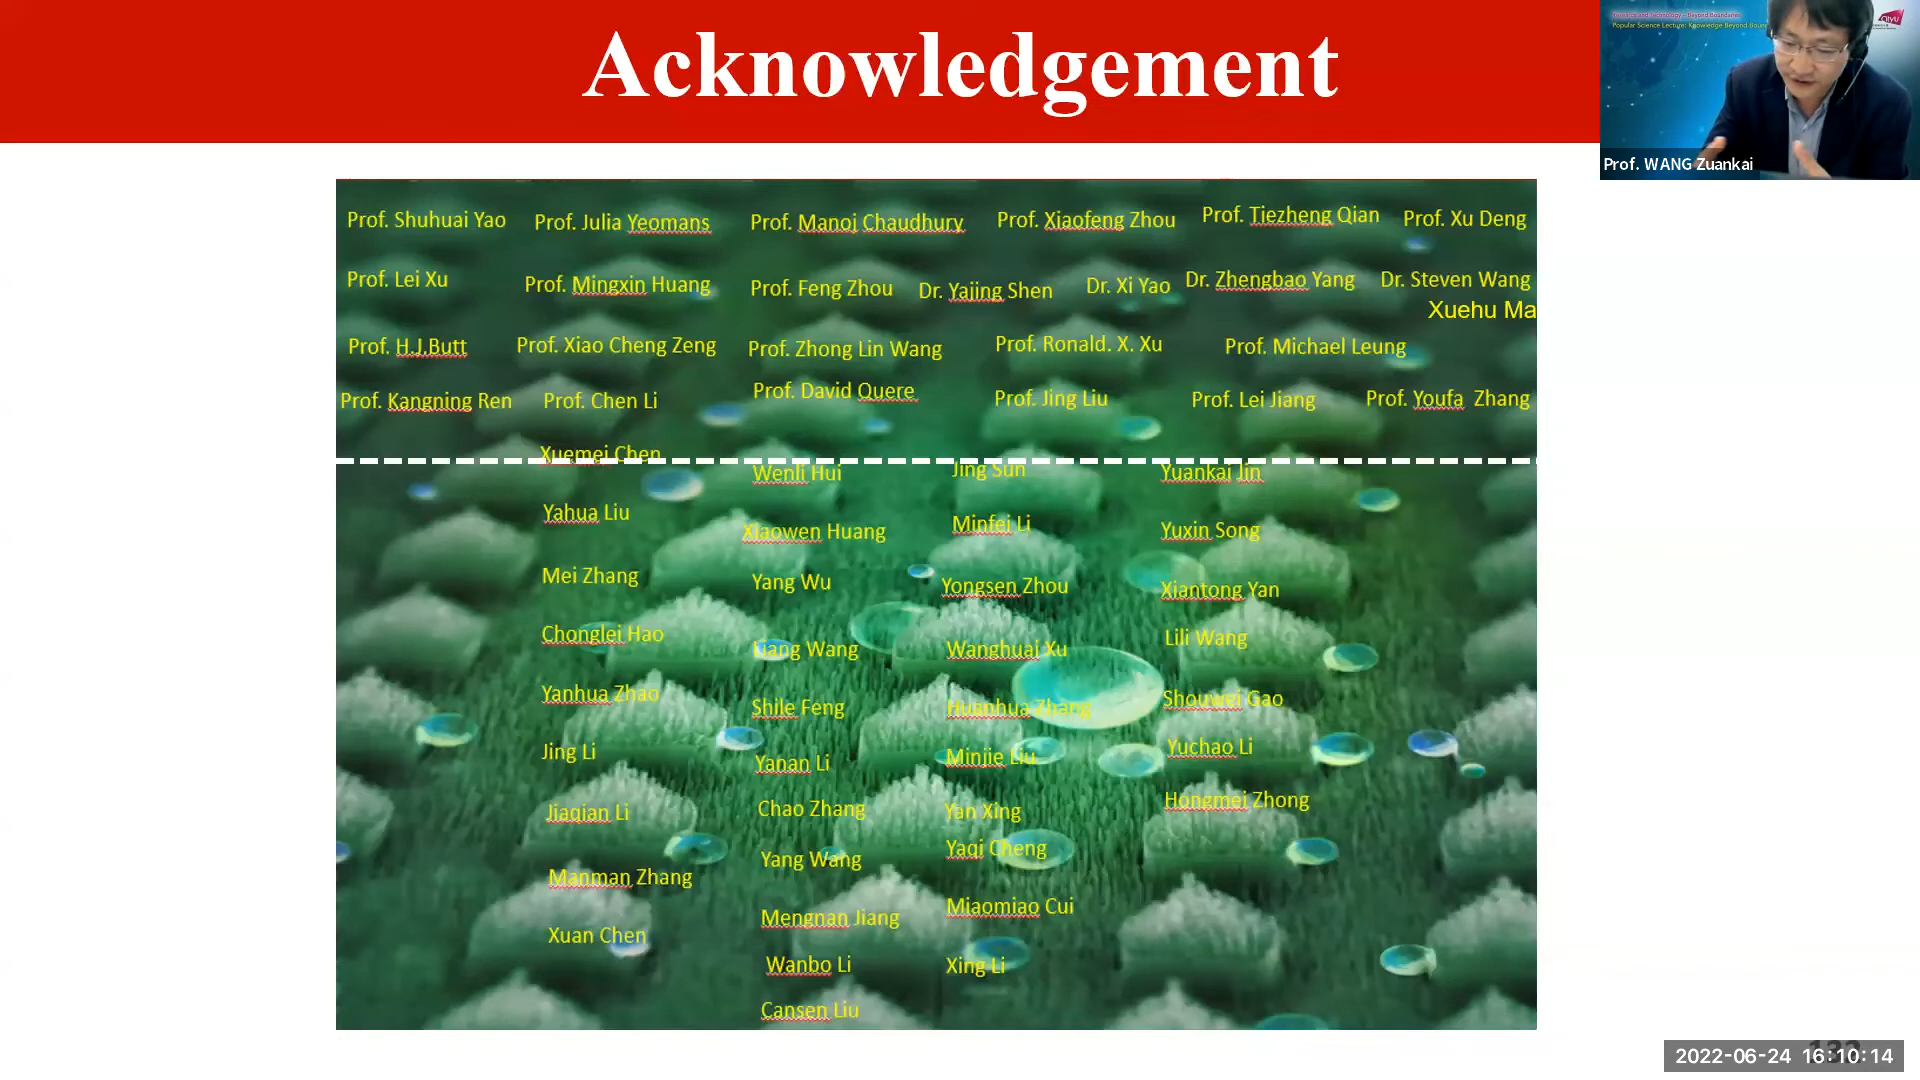 Acknowledgement
Popular Science Lecture: Knowledge Beyond
CityU
Prof. WANG Zuankai
Prof. Shuhuai Yao Prof. Julia Yeomans Prof. Manoj Chaudhury Prof. Xiaofeng Zhou Prof. Tiezheng Qian Prof. Xu Deng
Prof. Lei Xu Prof. Mingxin Huang Prof. Feng Zhou Dr. Yajing Shen Dr. Xi Yao Dr. Zhengbao Yang Dr. Steven Wang
Xuehu Ma
Prof. H.J.Butt Prof. Xiao Cheng Zeng Prof. Zhong Lin Wang Prof. Ronald. X. Xu Prof. Michael Leung
Prof. Kangning Ren Prof. Chen Li Prof. David Quere Prof. Jing Liu Prof. Lei Jiang Prof. Youfa Zhang
Xuemei Chen Wenli Hui Jing Sun Yuankai Jin
Yahua Liu Xiaowen Huang Minfei Li Yuxin Song
Mei Zhang Yang Wu Yongsen Zhou Xiantong Yan
Chonglei Hao Liang Wang Wanghuai Xu Lili Wang
Yanhua Zhao Shile Feng Huanhua Zhang Shouwei Gao
Jing Li Yanan Li Minjie Liu Yuchao Li
Jiaqian Li Chao Zhang Yan Xing Hongmei Zhong
Yaqi Cheng
Manman Zhang Yang Wang Miaomiao Cui
Xuan Chen Mengnan Jiang Xing Li
Wanbo Li
Cansen Liu
2022-06-24 16:10:14